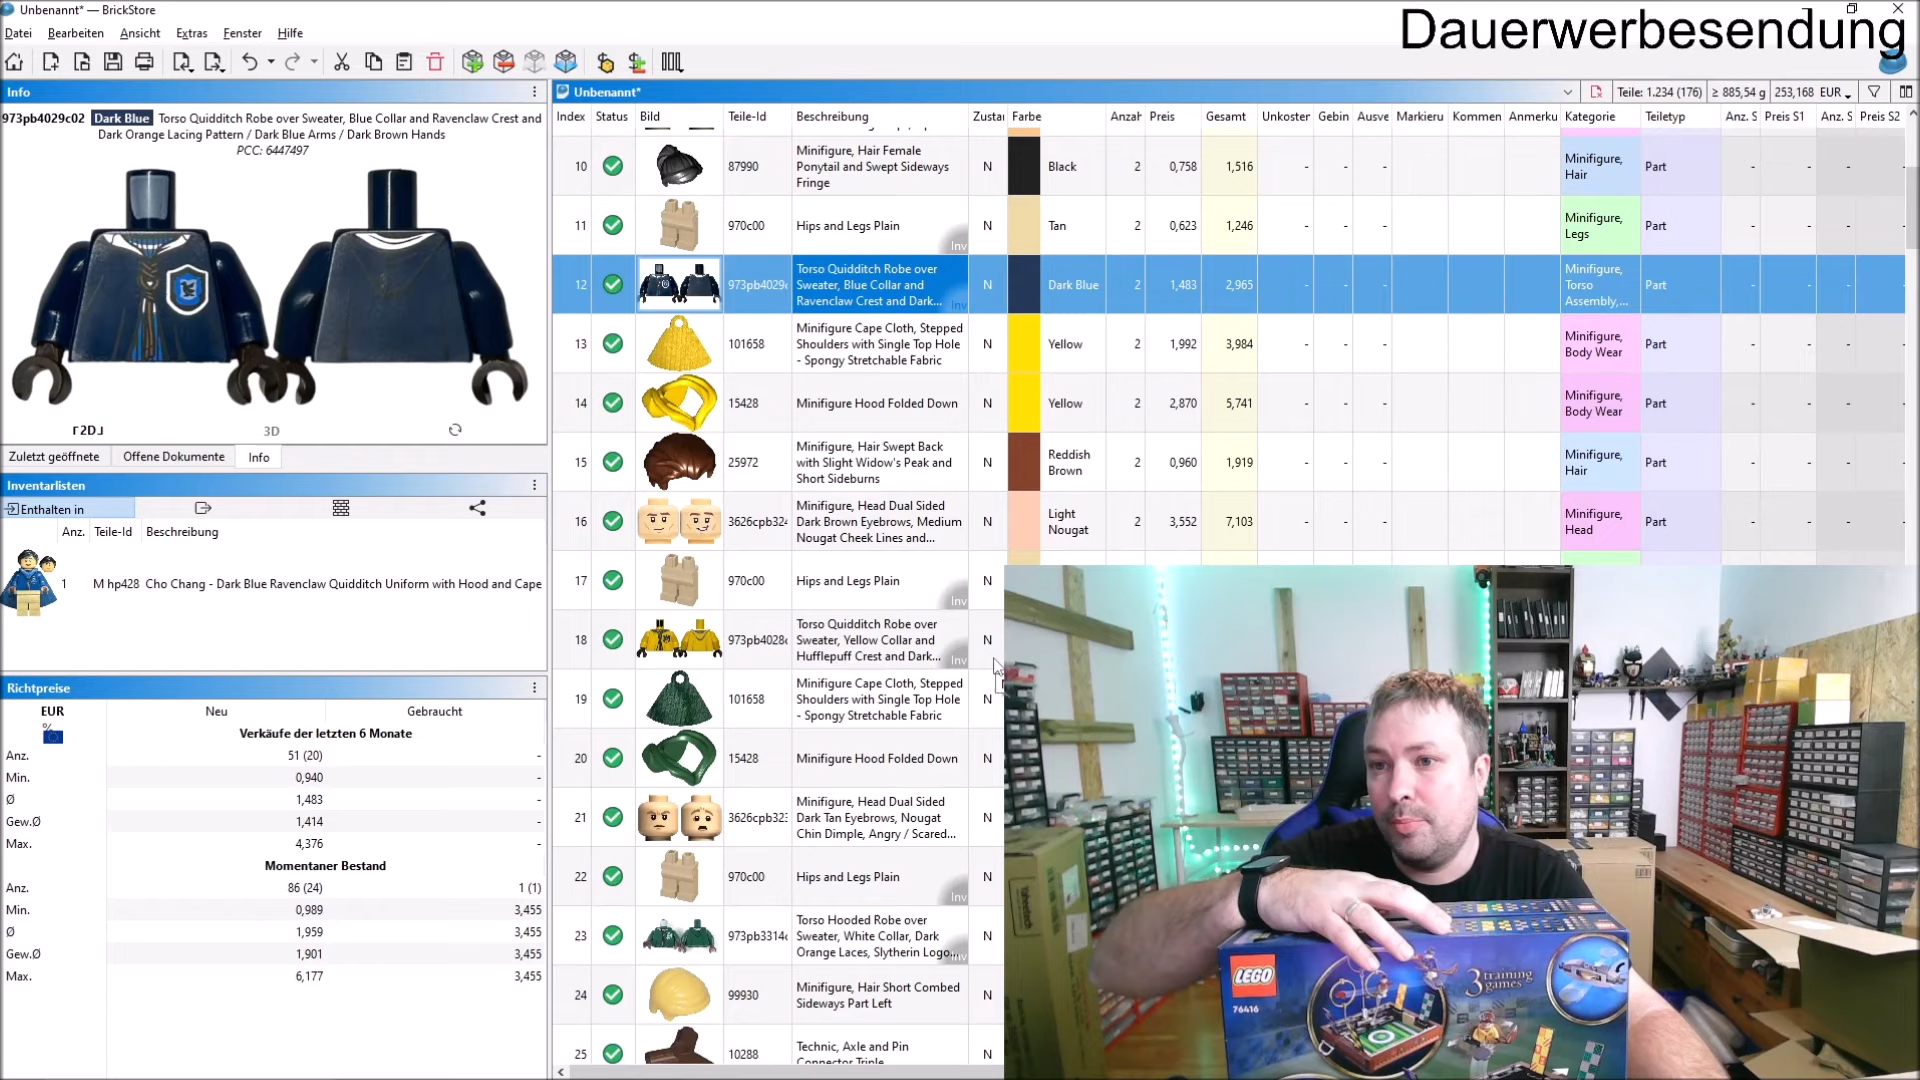 Unbenannt* — BrickStore
Dauerwerbesendung
Datei Bearbeiten Ansicht Extras Fenster Hilfe
Info
973pb4029c02 Dark Blue Torso Quidditch Robe over Sweater, Blue Collar and Ravenclaw Crest and
Dark Orange Lacing Pattern / Dark Blue Arms / Dark Brown Hands
PCC: 6447497
2D 3D
Zuletzt geöffnete Offene Dokumente Info
Inventarlisten
Enthalten in
Anz. Teile-Id Beschreibung
1 M hp428 Cho Chang - Dark Blue Ravenclaw Quidditch Uniform with Hood and Cape
Richtpreise
EUR Neu Gebraucht
%
Verkäufe der letzten 6 Monate
Anz. 51 (20) -
Min. 0,940 -
Ø 1,483 -
Gew.Ø 1,414 -
Max. 4,376 -
Momentaner Bestand
Anz. 86 (24) 1 (1)
Min. 0,989 3,455
Ø 1,959 3,455
Gew.Ø 1,901 3,455
Max. 6,177 3,455
Unbenannt* Teile: 1.234 (176) ≥ 885,54 g 253,168 EUR
Index Status Bild Teile-Id Beschreibung Zusta Farbe Anzah Preis Gesamt Unkoster Gebin Ausve Markieru Kommen Anmerku Kategorie Teiletyp Anz. S Preis S1 Anz. S Preis S2
10 87990 Minifigure, Hair Female
Ponytail and Swept Sideways
Fringe N Black 2 0,758 1,516 - - - Minifigure,
Hair Part - - -
11 970c00 Hips and Legs Plain Inv N Tan 2 0,623 1,246 - - - Minifigure,
Legs Part - - -
12 973pb4029 Torso Quidditch Robe over
Sweater, Blue Collar and
Ravenclaw Crest and Dark... Inv N Dark Blue 2 1,483 2,965 - - - Minifigure,
Torso
Assembly,... Part - - -
13 101658 Minifigure Cape Cloth, Stepped
Shoulders with Single Top Hole
- Spongy Stretchable Fabric N Yellow 2 1,992 3,984 - - - Minifigure,
Body Wear Part - - -
14 15428 Minifigure Hood Folded Down N Yellow 2 2,870 5,741 - - - Minifigure,
Body Wear Part - - -
15 25972 Minifigure, Hair Swept Back
with Slight Widow's Peak and
Short Sideburns N Reddish
Brown 2 0,960 1,919 - - - Minifigure,
Hair Part - - -
16 3626cpb324 Minifigure, Head Dual Sided
Dark Brown Eyebrows, Medium
Nougat Cheek Lines and... N Light
Nougat 2 3,552 7,103 - - - Minifigure,
Head Part - - -
17 970c00 Hips and Legs Plain Inv N
18 973pb4028 Torso Quidditch Robe over
Sweater, Yellow Collar and
Hufflepuff Crest and Dark... Inv N
19 101658 Minifigure Cape Cloth, Stepped
Shoulders with Single Top Hole
- Spongy Stretchable Fabric N
20 15428 Minifigure Hood Folded Down N
21 3626cpb323 Minifigure, Head Dual Sided
Dark Tan Eyebrows, Nougat
Chin Dimple, Angry / Scared... N
22 970c00 Hips and Legs Plain Inv N
23 973pb3314 Torso Hooded Robe over
Sweater, White Collar, Dark
Orange Laces, Slytherin Logo... Inv N
24 99930 Minifigure, Hair Short Combed
Sideways Part Left N
25 10288 Technic, Axle and Pin
Connector Triple N
LEGO
76416
3 training
games